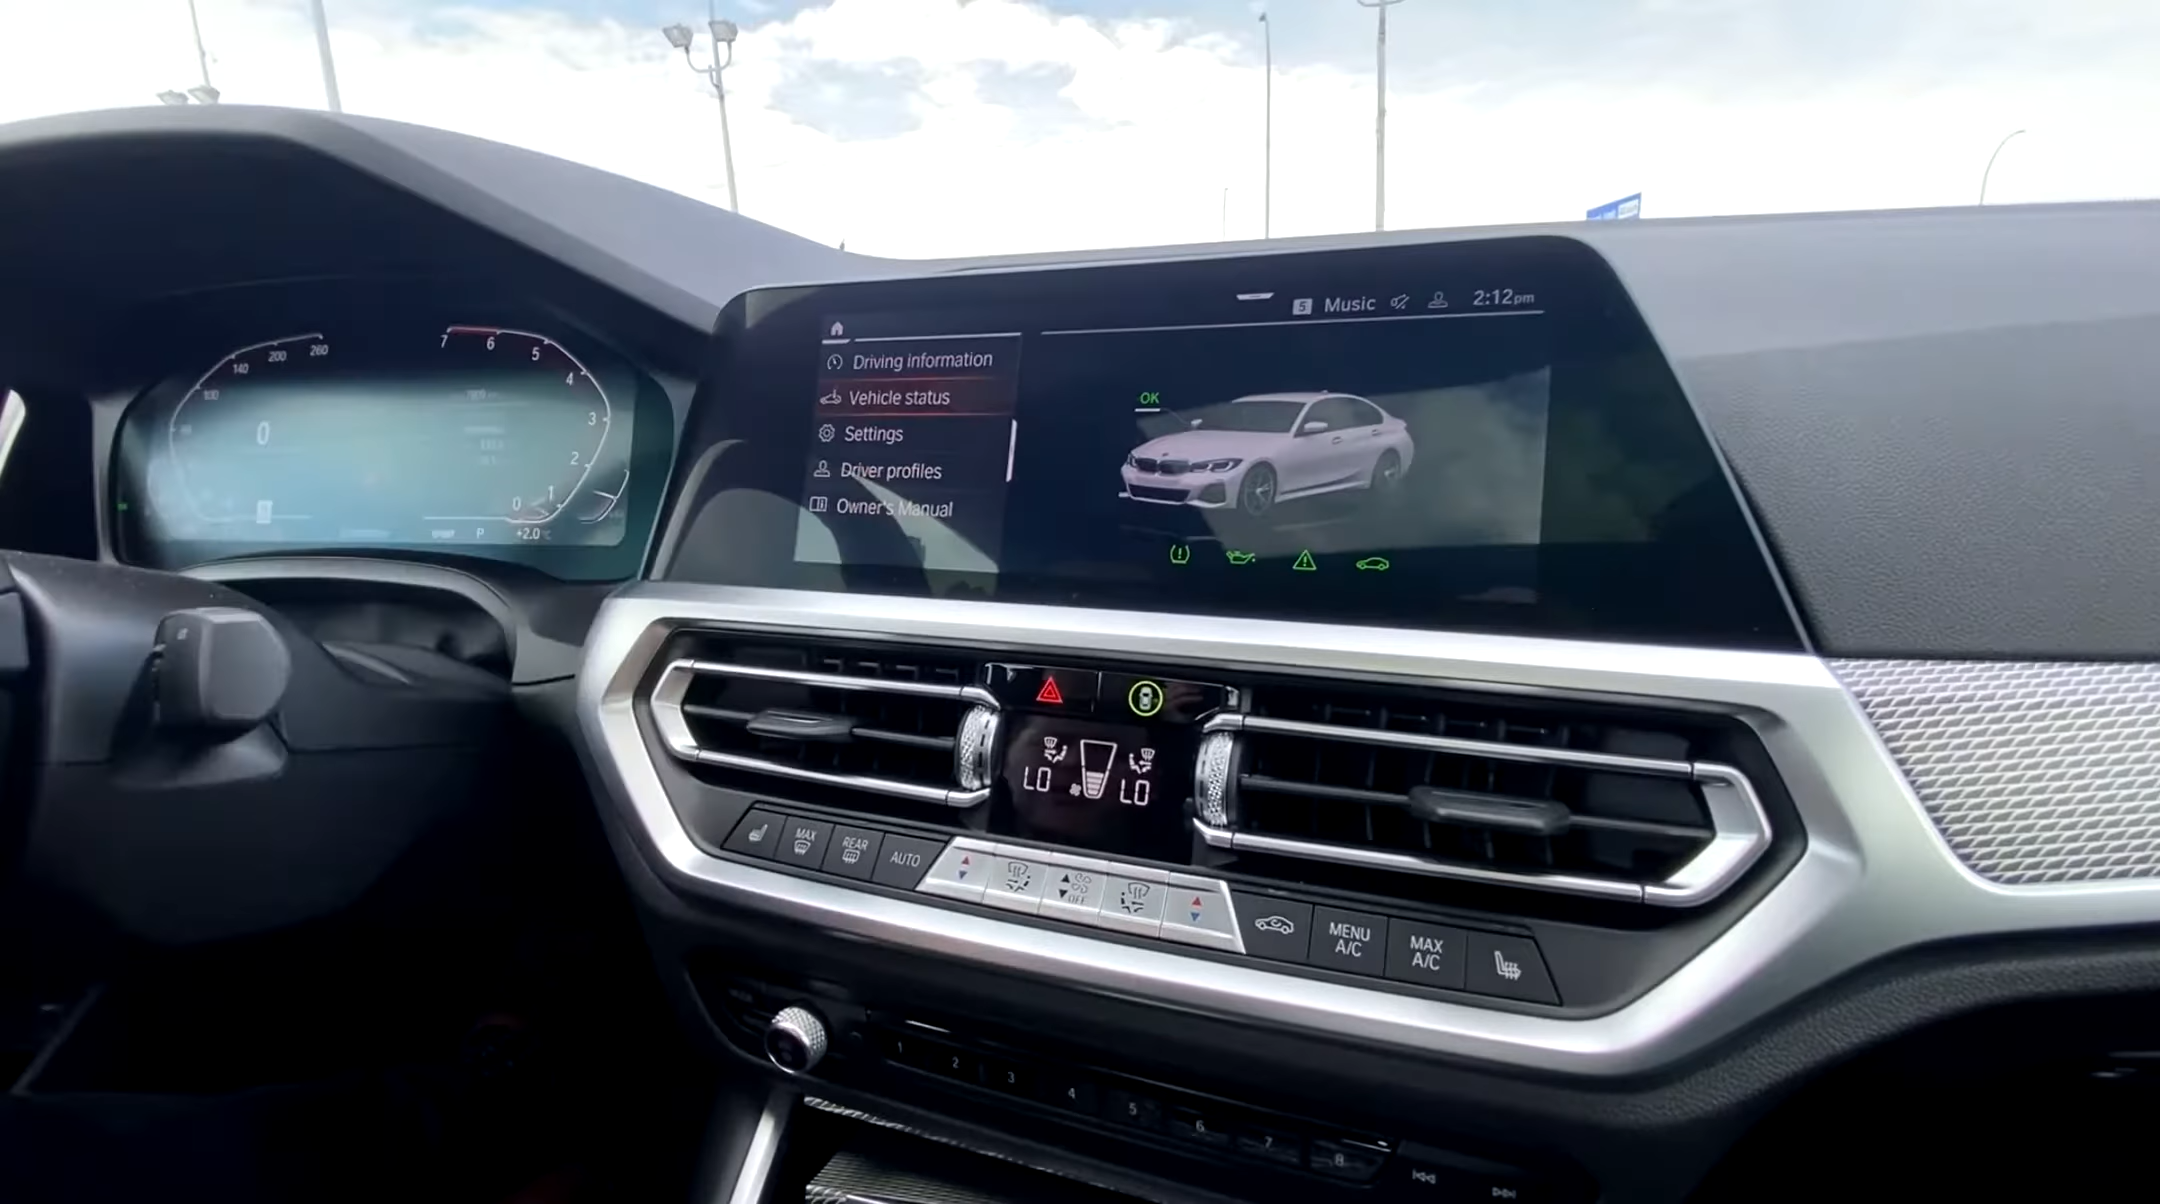 260
200
140
100
0
7
6
5
4
3
2
1
0
P
+2.0°C
5 Music 2:12pm
Driving information
Vehicle status
Settings
Driver profiles
Owner's Manual
OK
LO
LO
MAX
REAR
AUTO
OFF
MENU
A/C
MAX
A/C
1
2
3
4
5
6
7
8